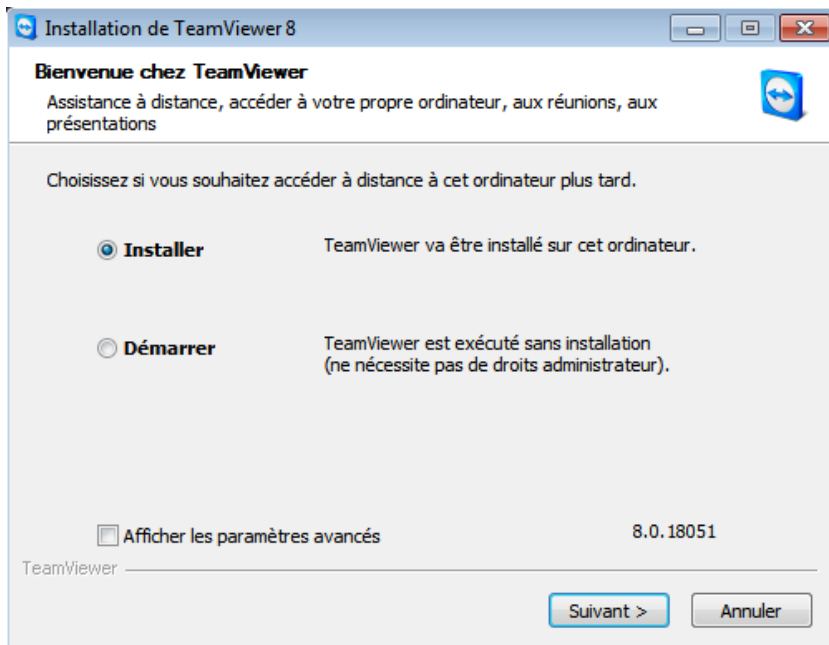 Installation de TeamViewer 8
Bienvenue chez TeamViewer
Assistance à distance, accéder à votre propre ordinateur, aux réunions, aux
présentations
Choisissez si vous souhaitez accéder à distance à cet ordinateur plus tard.
Installer
TeamViewer va être installé sur cet ordinateur.
Démarrer
TeamViewer est exécuté sans installation
(ne nécessite pas de droits administrateur).
Afficher les paramètres avancés
8.0.18051
TeamViewer
Suivant >
Annuler